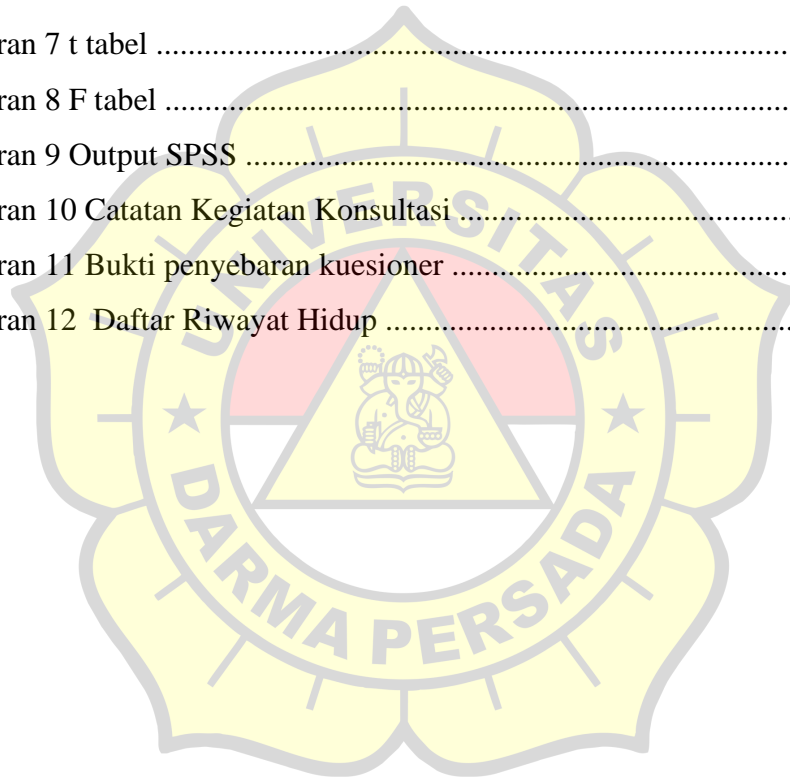 ran 7 t tabel ................................................................................
ran 8 F tabel ...............................................................................
ran 9 Output SPSS .....................................................................
ran 10 Catatan Kegiatan Konsultasi ..........................................
ran 11 Bukti penyebaran kuesioner ...........................................
ran 12  Daftar Riwayat Hidup ...................................................
UNIVERSITAS
DARMA PERSADA